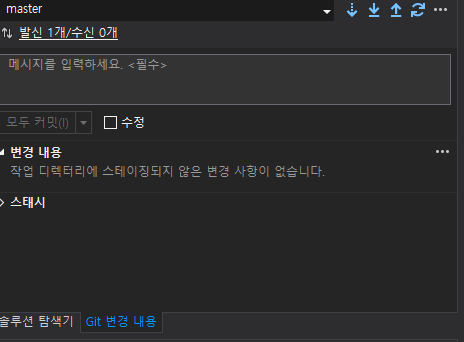 master
발신 1개/수신 0개
메시지를 입력하세요. <필수>
모두 커밋(I)
수정
변경 내용
작업 디렉터리에 스테이징되지 않은 변경 사항이 없습니다.
스태시
솔루션 탐색기
Git 변경 내용